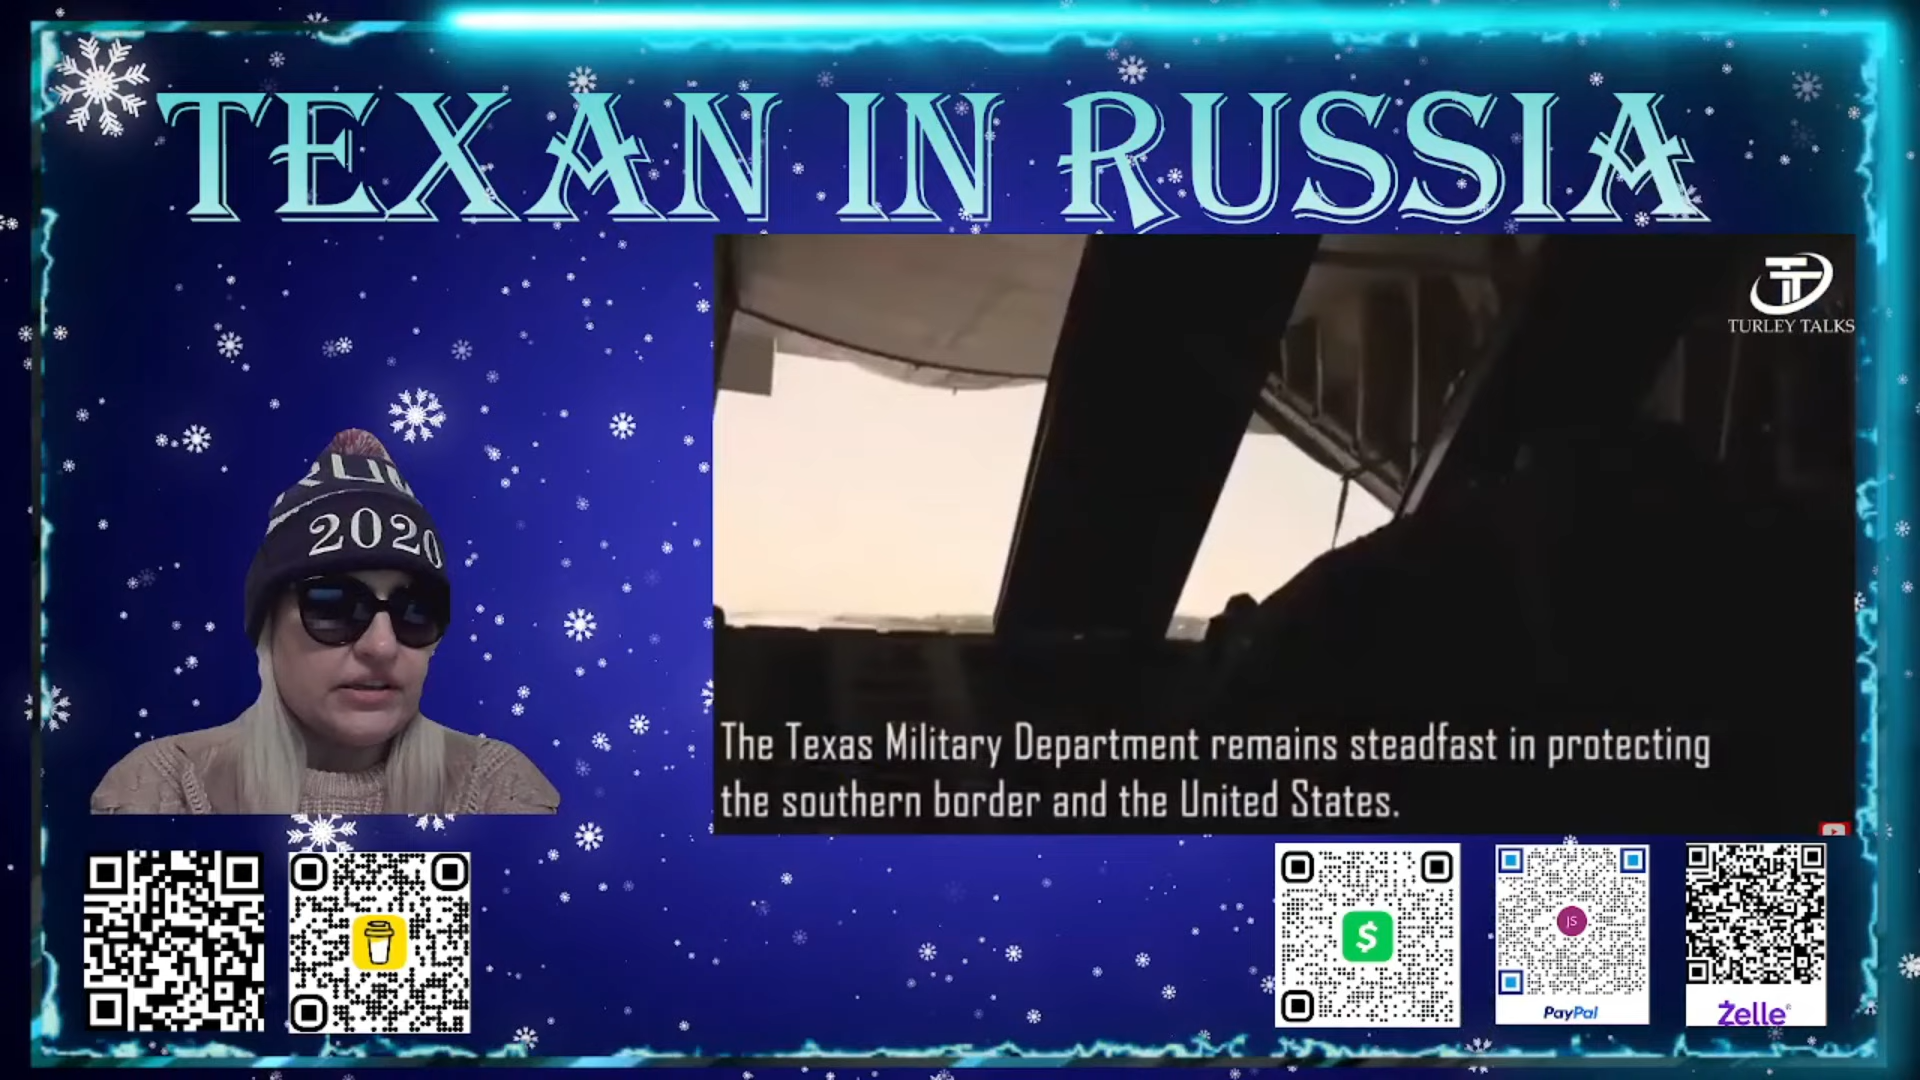 TEXAN IN RUSSIA
TURLEY TALKS
2020
The Texas Military Department remains steadfast in protecting
the southern border and the United States.
$
JS
PayPal
Zelle